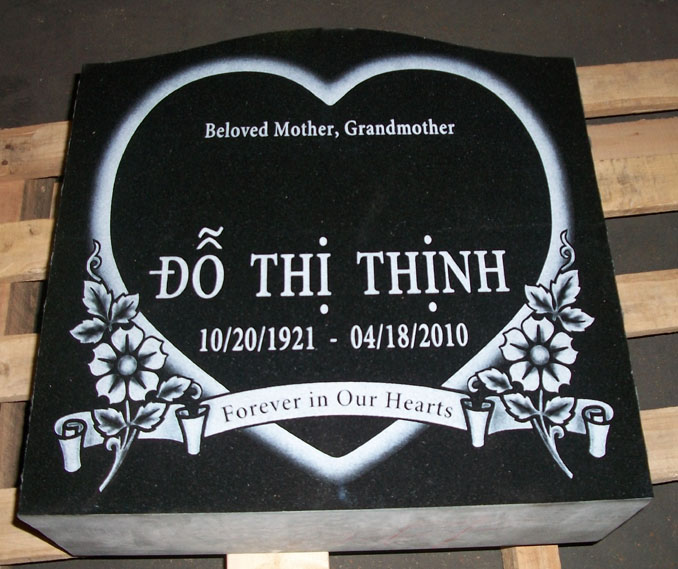 Beloved Mother, Grandmother
ĐỖ THỊ THỊNH
10/20/1921 - 04/18/2010
Forever in Our Hearts